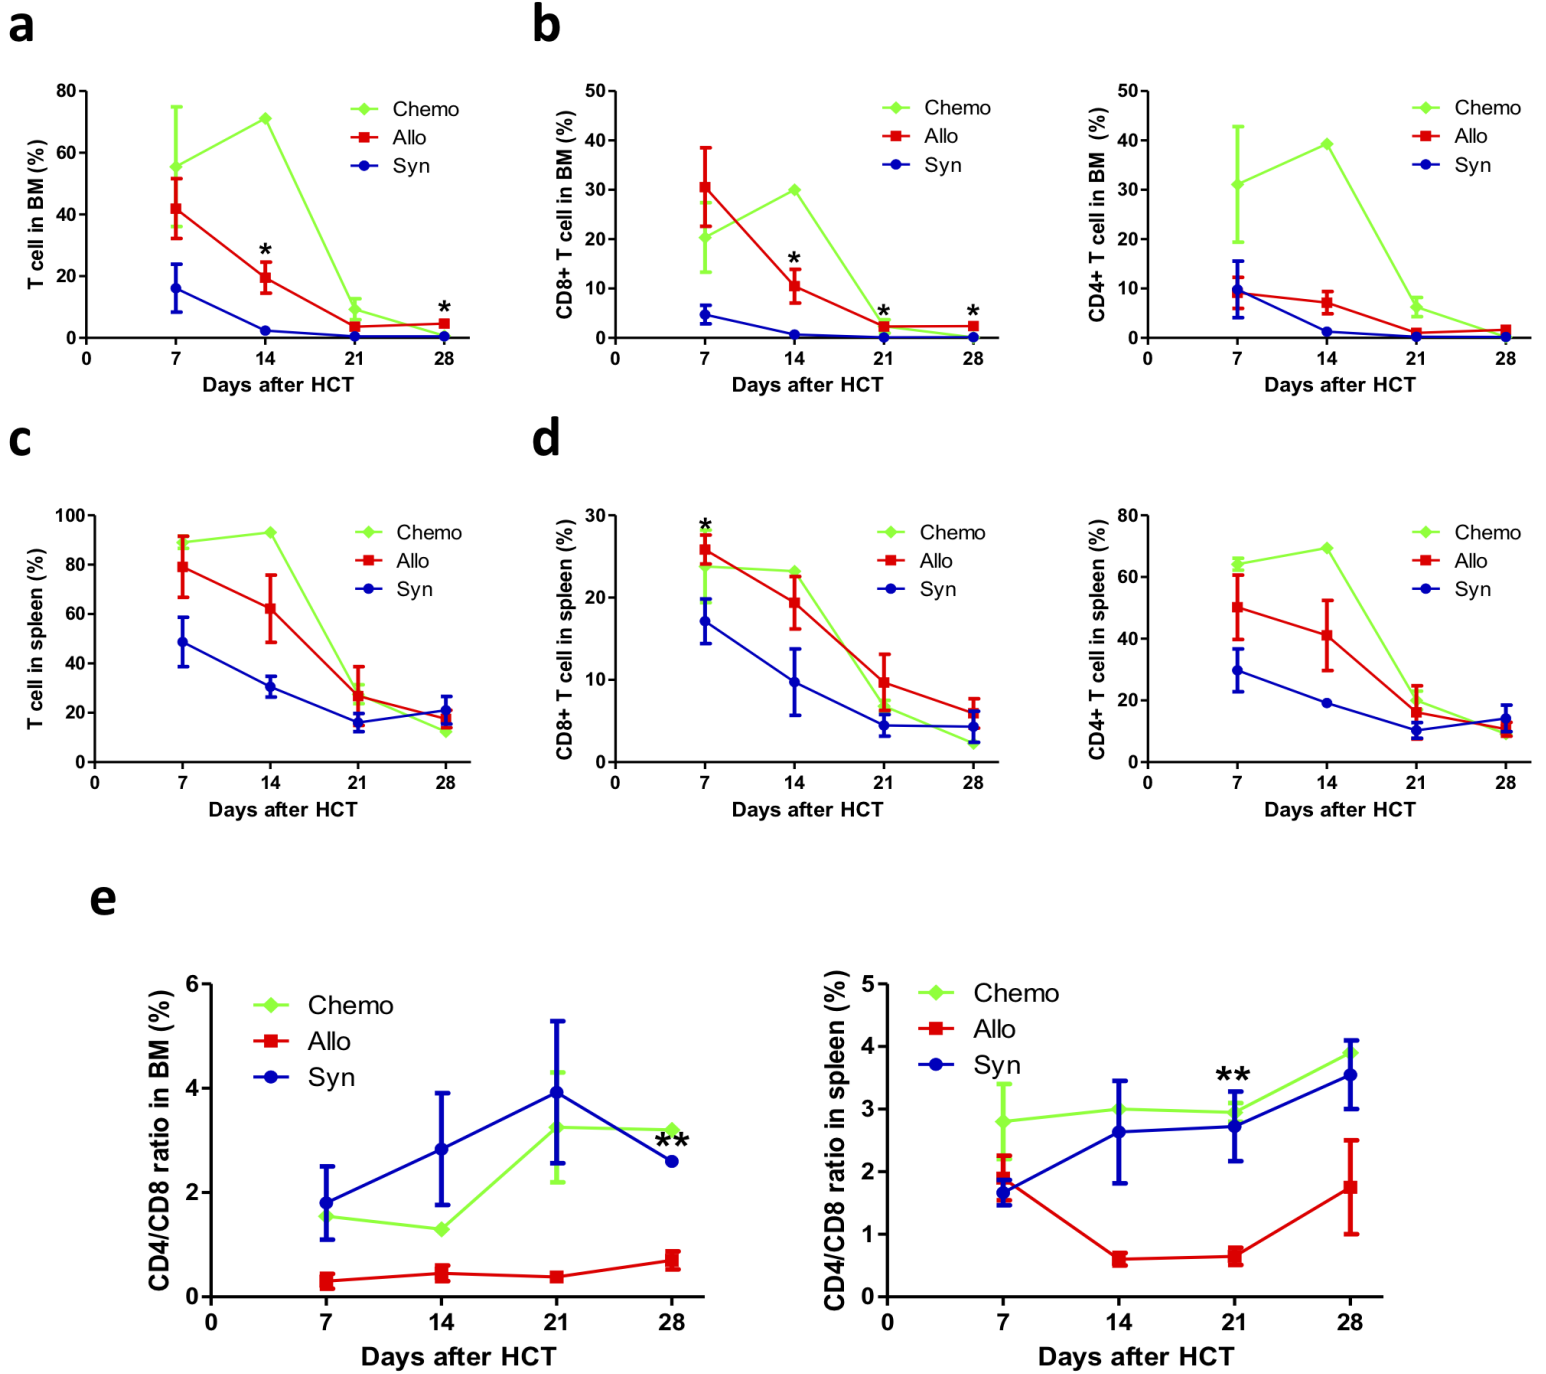 a
T cell in BM (%)
80
60
40
20
0
0 7 14 21 28
Days after HCT
Chemo
Allo
Syn
*
*
b
CD8+ T cell in BM (%)
50
40
30
20
10
0
0 7 14 21 28
Days after HCT
Chemo
Allo
Syn
*
*
*
CD4+ T cell in BM (%)
50
40
30
20
10
0
0 7 14 21 28
Days after HCT
Chemo
Allo
Syn
c
T cell in spleen (%)
100
80
60
40
20
0
0 7 14 21 28
Days after HCT
Chemo
Allo
Syn
d
CD8+ T cell in spleen (%)
30
20
10
0
0 7 14 21 28
Days after HCT
Chemo
Allo
Syn
*
CD4+ T cell in spleen (%)
80
60
40
20
0
0 7 14 21 28
Days after HCT
Chemo
Allo
Syn
e
CD4/CD8 ratio in BM (%)
6
4
2
0
0 7 14 21 28
Days after HCT
Chemo
Allo
Syn
**
CD4/CD8 ratio in spleen (%)
5
4
3
2
1
0
0 7 14 21 28
Days after HCT
Chemo
Allo
Syn
**